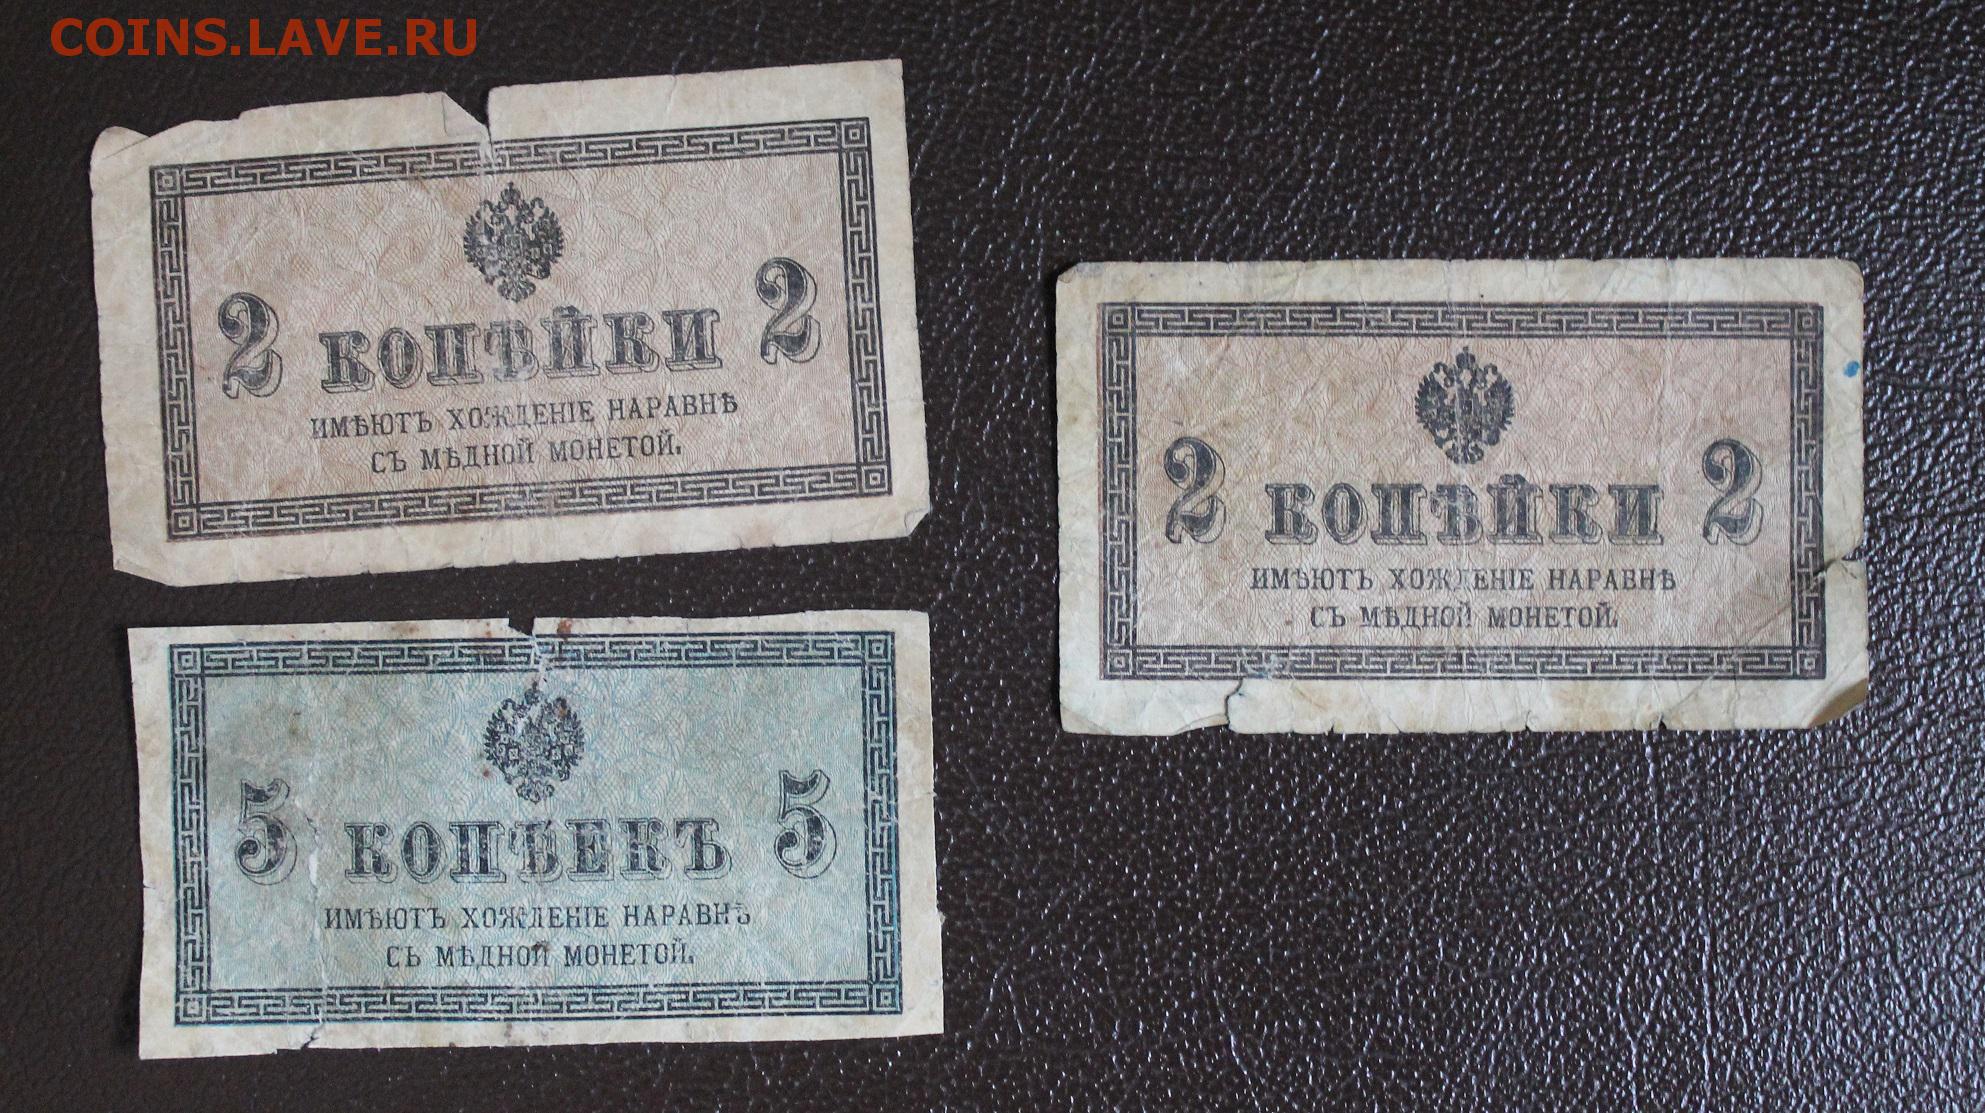 COINS.LAVE.RU
2 КОПѢЙКИ 2
ИМѢЮТЪ ХОЖДЕНІЕ НАРАВНѢ
СЪ МѢДНОЙ МОНЕТОЙ.
2 КОПѢЙКИ 2
ИМѢЮТЪ ХОЖДЕНІЕ НАРАВНѢ
СЪ МѢДНОЙ МОНЕТОЙ.
5 КОПѢЕКЪ 5
ИМѢЮТЪ ХОЖДЕНІЕ НАРАВНѢ
СЪ МѢДНОЙ МОНЕТОЙ.